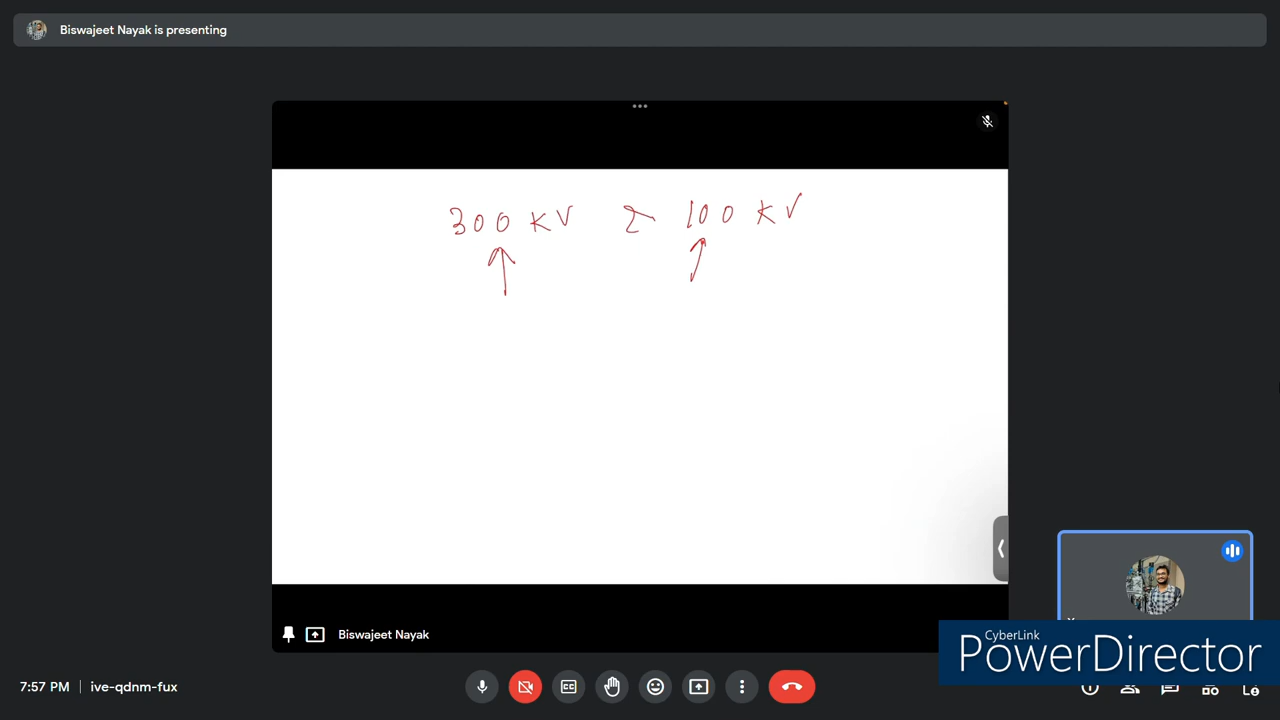 Biswajeet Nayak is presenting
300 KV & 100 KV
Biswajeet Nayak
CyberLink
PowerDirector
7:57 PM | ive-qdnm-fux